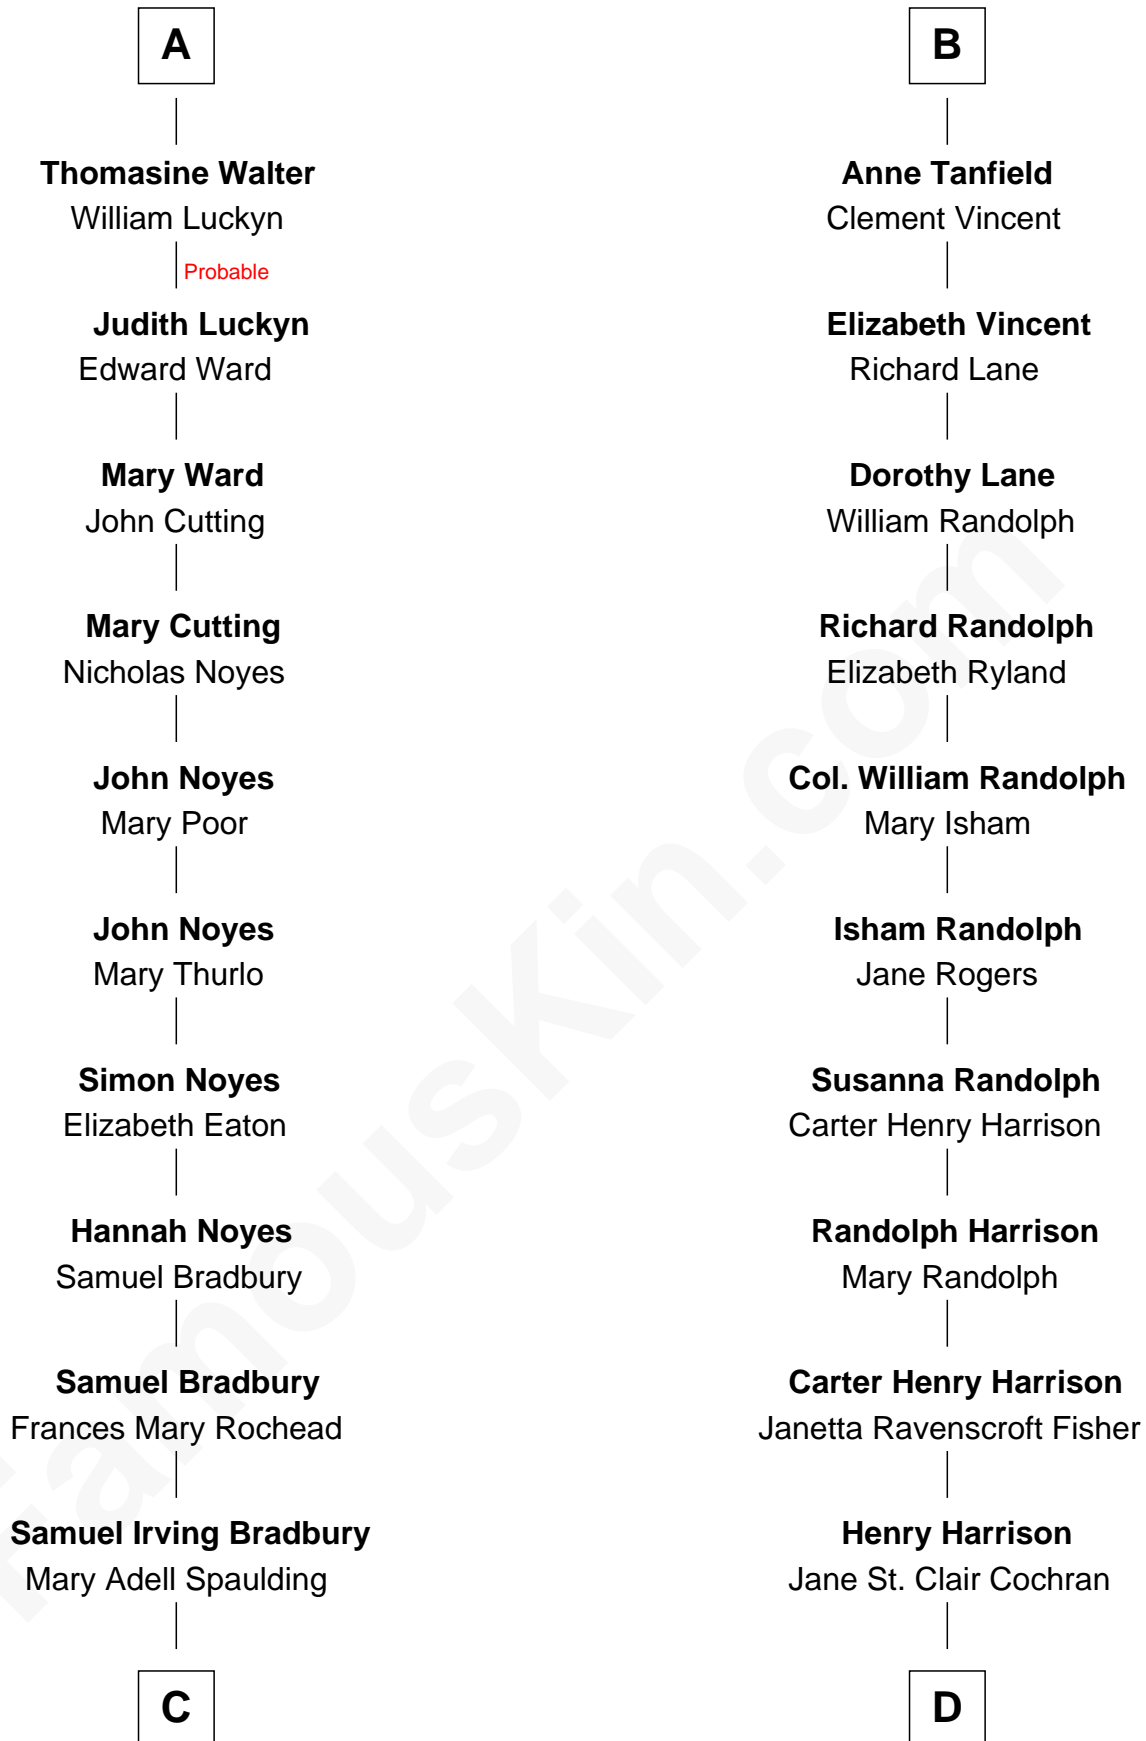 A
Thomasine Walter
William Luckyn
Probable
Judith Luckyn
Edward Ward
Mary Ward
John Cutting
Mary Cutting
Nicholas Noyes
John Noyes
Mary Poor
John Noyes
Mary Thurlo
Simon Noyes
Elizabeth Eaton
Hannah Noyes
Samuel Bradbury
Samuel Bradbury
Frances Mary Rochead
Samuel Irving Bradbury
Mary Adell Spaulding
C
B
Anne Tanfield
Clement Vincent
Elizabeth Vincent
Richard Lane
Dorothy Lane
William Randolph
Richard Randolph
Elizabeth Ryland
Col. William Randolph
Mary Isham
Isham Randolph
Jane Rogers
Susanna Randolph
Carter Henry Harrison
Randolph Harrison
Mary Randolph
Carter Henry Harrison
Janetta Ravenscroft Fisher
Henry Harrison
Jane St. Clair Cochran
D
FamousKin.com